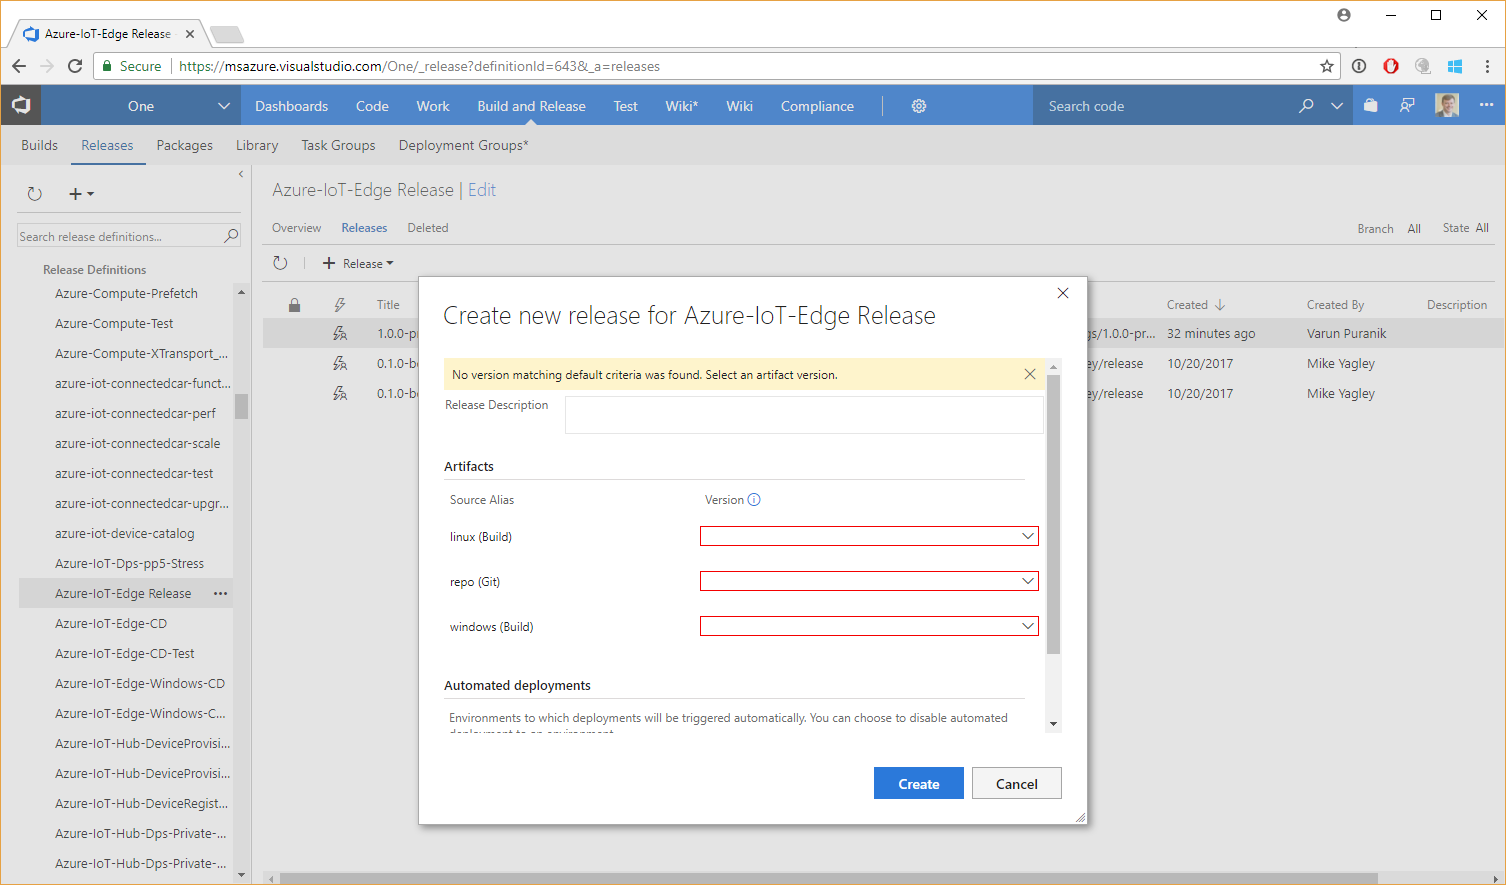 Azure-IoT-Edge Release
Secure https://msazure.visualstudio.com/One/_release?definitionId=643&_a=releases
One Dashboards Code Work Build and Release Test Wiki* Wiki Compliance Search code
Builds Releases Packages Library Task Groups Deployment Groups*
Search release definitions...
Release Definitions
Azure-Compute-Prefetch
Azure-Compute-Test
Azure-Compute-XTransport_...
azure-iot-connectedcar-funct...
azure-iot-connectedcar-perf
azure-iot-connectedcar-scale
azure-iot-connectedcar-test
azure-iot-connectedcar-upgr...
azure-iot-device-catalog
Azure-IoT-Dps-pp5-Stress
Azure-IoT-Edge Release ...
Azure-IoT-Edge-CD
Azure-IoT-Edge-CD-Test
Azure-IoT-Edge-Windows-CD
Azure-IoT-Edge-Windows-C...
Azure-IoT-Hub-DeviceProvisi...
Azure-IoT-Hub-DeviceProvisi...
Azure-IoT-Hub-DeviceRegist...
Azure-IoT-Hub-Dps-Private-...
Azure-IoT-Hub-Dps-Private-...
Azure-IoT-Edge Release | Edit
Overview Releases Deleted
Branch All State All
+ Release
Title Created Created By Description
1.0.0-pr gs/1.0.0-pr... 32 minutes ago Varun Puranik
0.1.0-be ey/release 10/20/2017 Mike Yagley
0.1.0-be ey/release 10/20/2017 Mike Yagley
Create new release for Azure-IoT-Edge Release
No version matching default criteria was found. Select an artifact version.
Release Description
Artifacts
Source Alias Version
linux (Build)
repo (Git)
windows (Build)
Automated deployments
Environments to which deployments will be triggered automatically. You can choose to disable automated
deployment to an environment.
Create Cancel